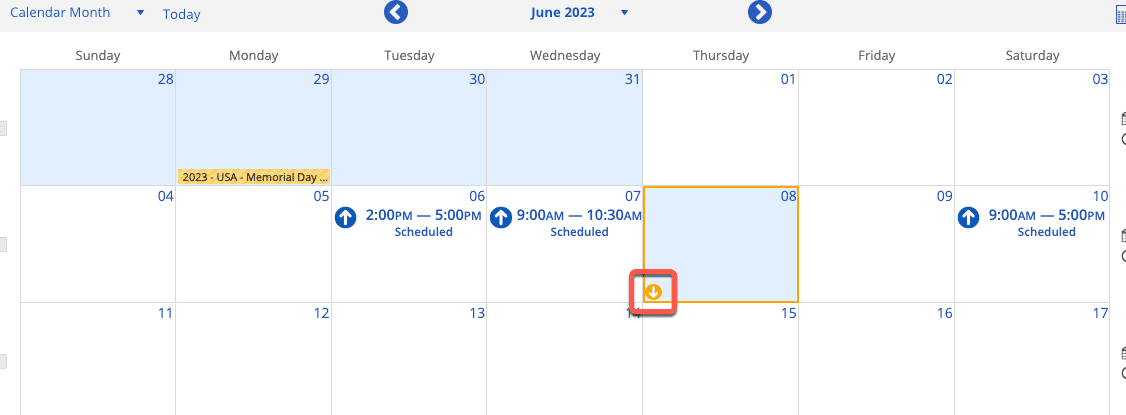 Calendar Month Today June 2023
Sunday Monday Tuesday Wednesday Thursday Friday Saturday
28 29 30 31 01 02 03
2023 - USA - Memorial Day ...
04 05 06 07 08 09 10
2:00PM — 5:00PM 9:00AM — 10:30AM 9:00AM — 5:00PM
Scheduled Scheduled Scheduled
11 12 13 14 15 16 17